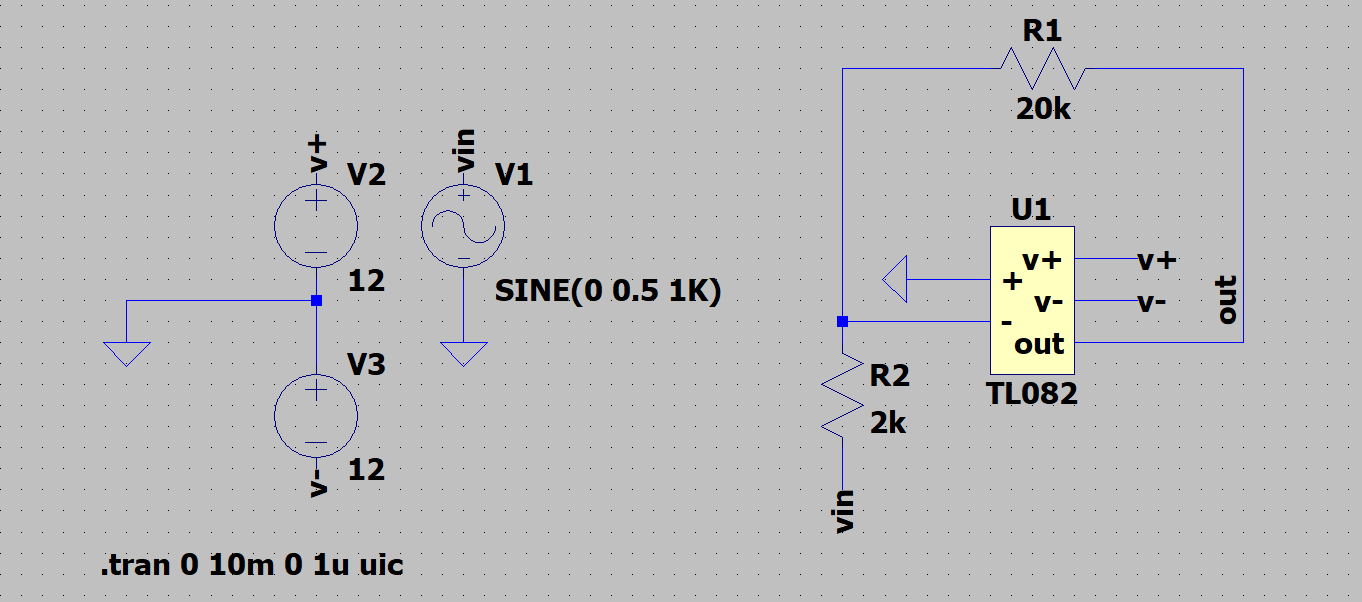 R1
20k
v+
V2
vin
V1
12
SINE(0 0.5 1K)
U1
v+
v+
+
v-
v-
-
out
out
TL082
V3
12
v-
R2
2k
vin
.tran 0 10m 0 1u uic